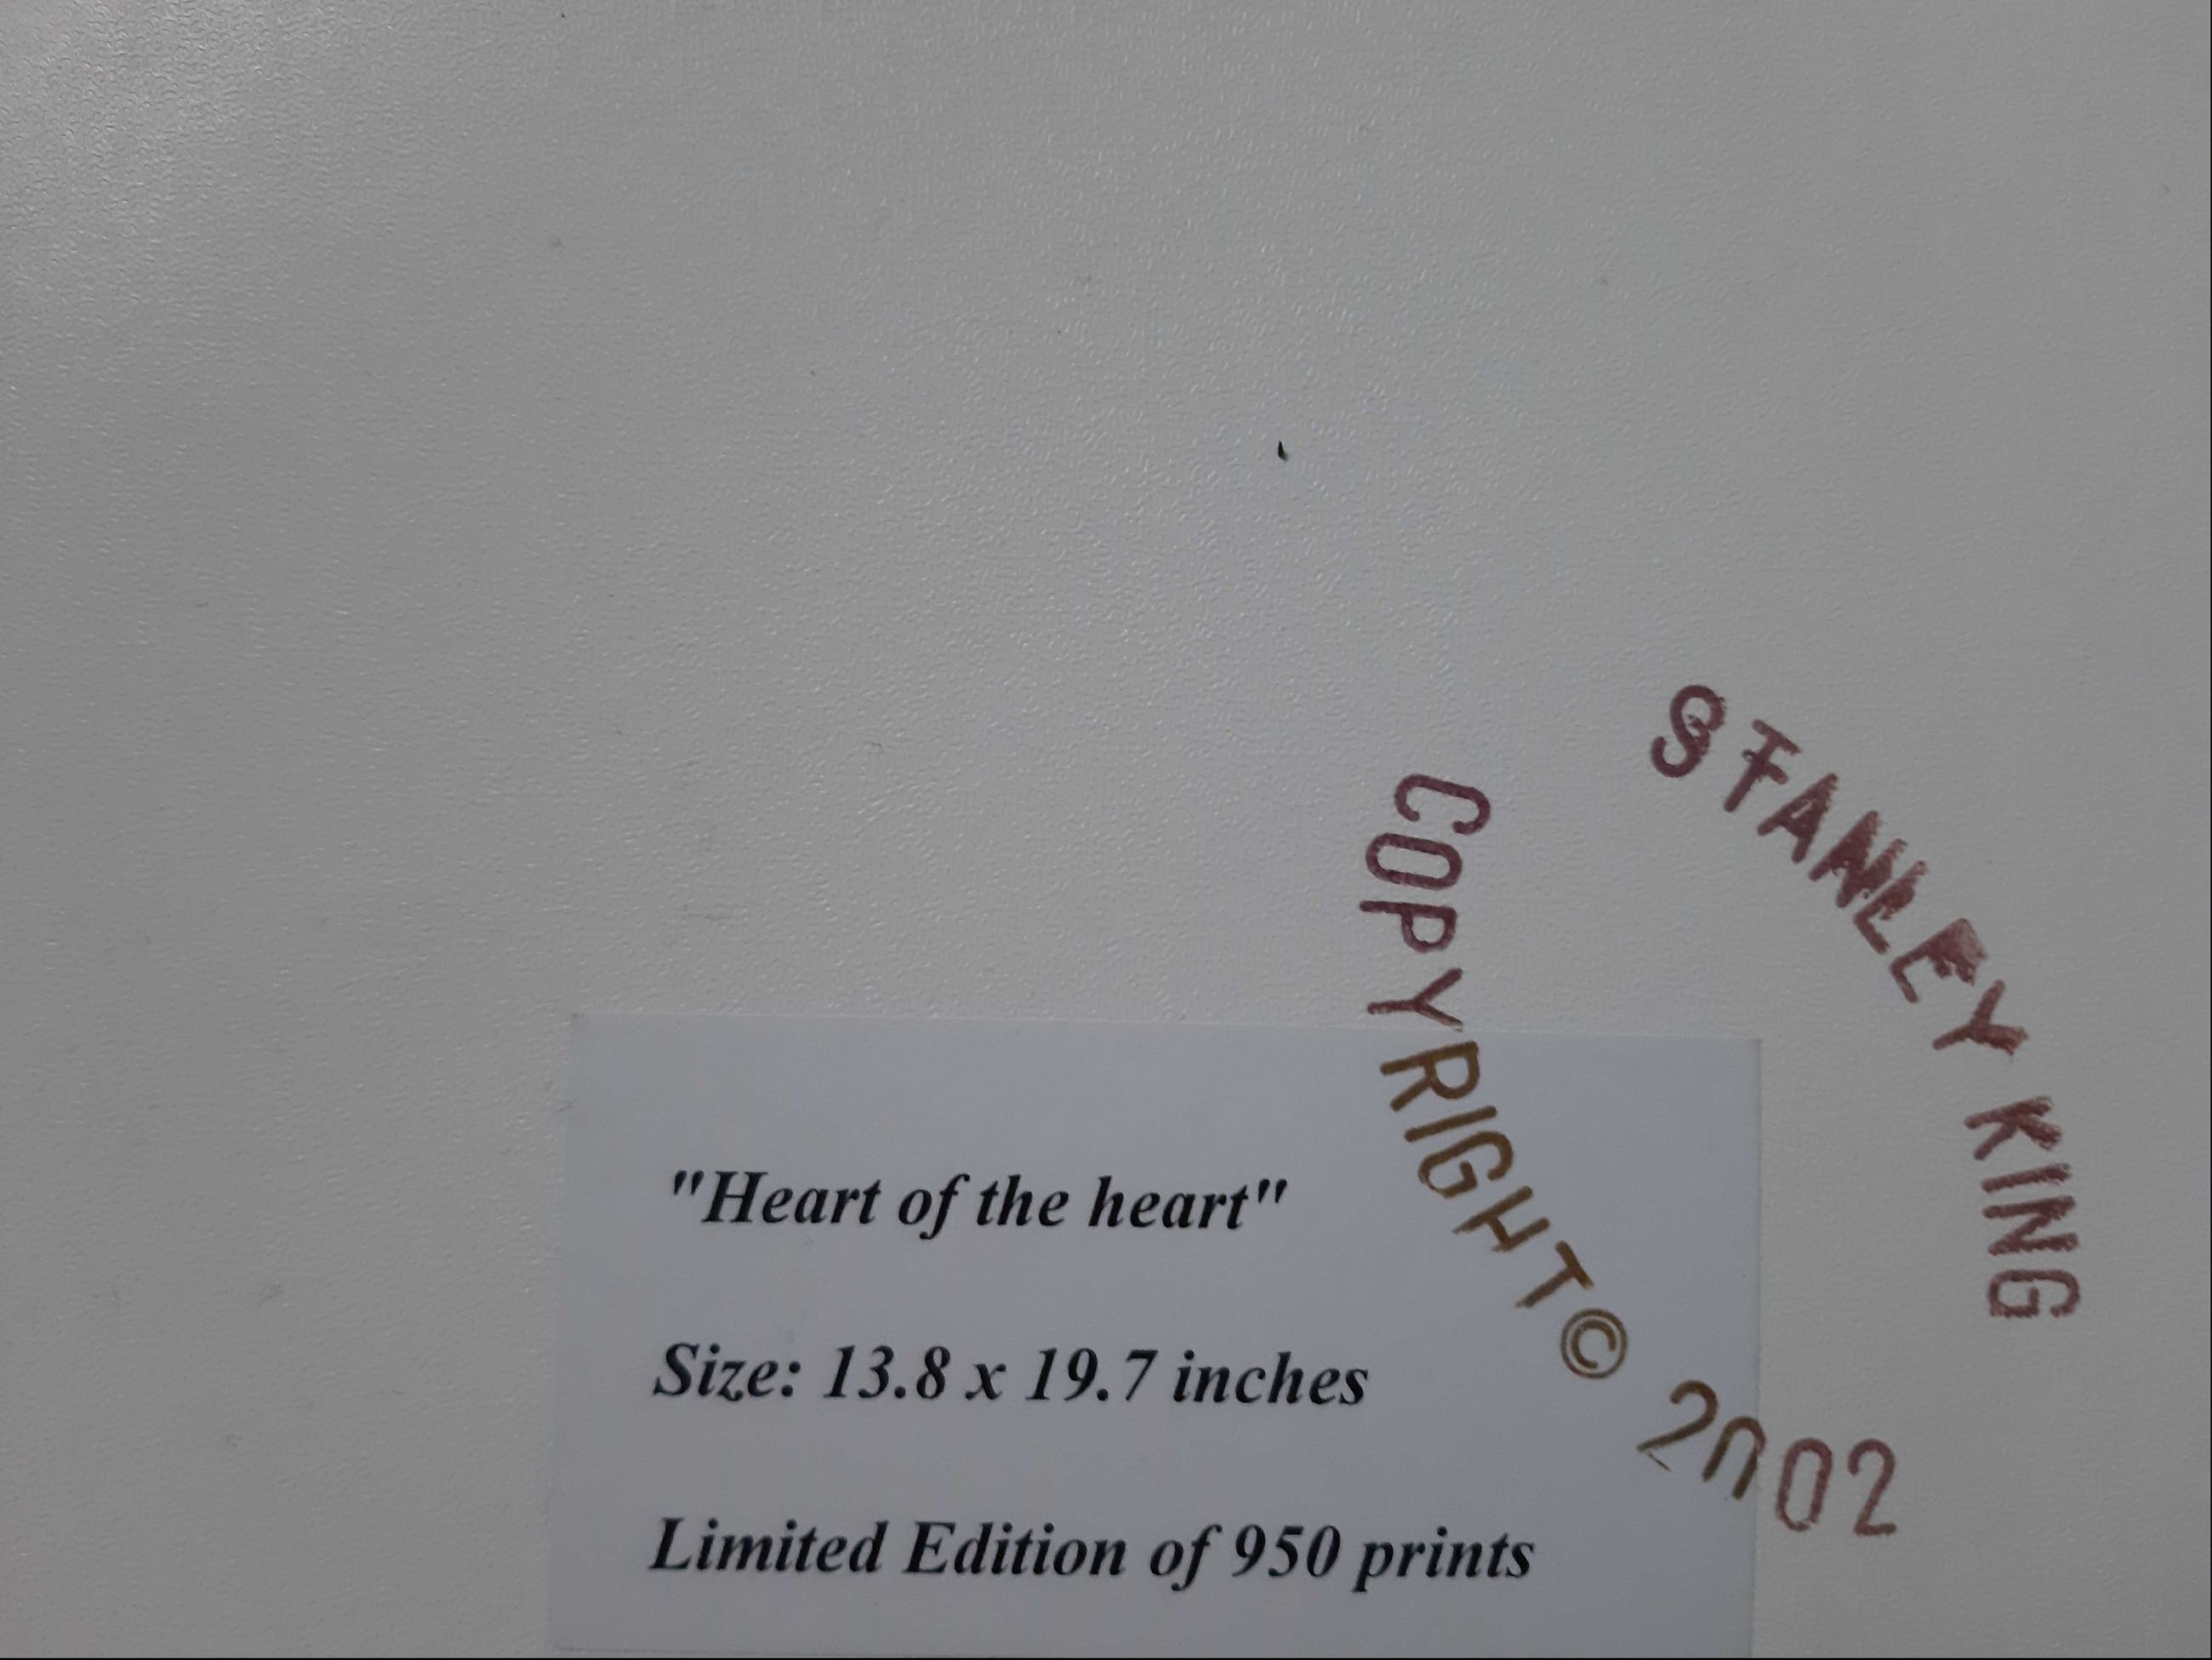 STANLEY KING
COPYRIGHT © 2002
"Heart of the heart"
Size: 13.8 x 19.7 inches
Limited Edition of 950 prints